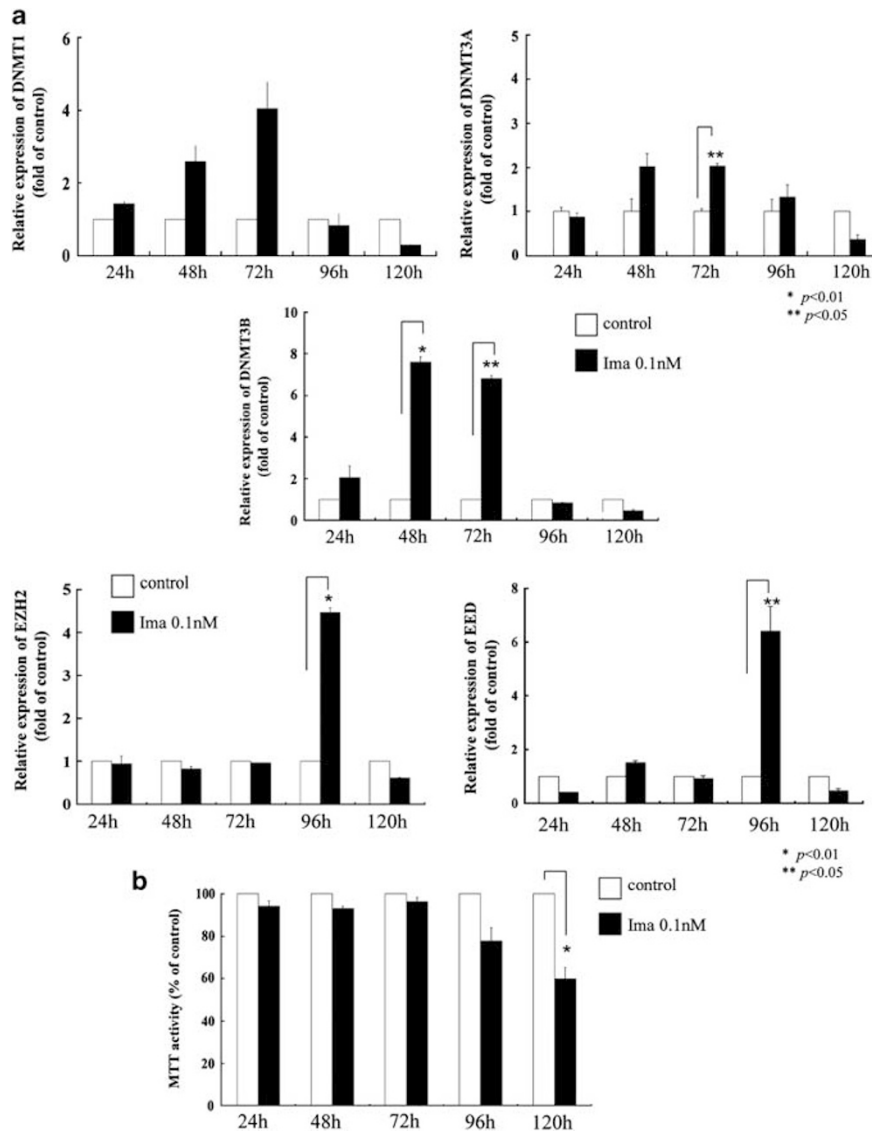 a
Relative expression of DNMT1
(fold of control)
6
4
2
0
24h 48h 72h 96h 120h
Relative expression of DNMT3A
(fold of control)
5
4
3
2
1
0
**
24h 48h 72h 96h 120h
* p<0.01
** p<0.05
Relative expression of DNMT3B
(fold of control)
10
8
6
4
2
0
*
**
24h 48h 72h 96h 120h
control
Ima 0.1nM
Relative expression of EZH2
(fold of control)
5
4
3
2
1
0
control
Ima 0.1nM
*
24h 48h 72h 96h 120h
Relative expression of EED
(fold of control)
8
6
4
2
0
**
24h 48h 72h 96h 120h
* p<0.01
** p<0.05
b
MTT activity (% of control)
100
80
60
40
20
0
*
24h 48h 72h 96h 120h
control
Ima 0.1nM